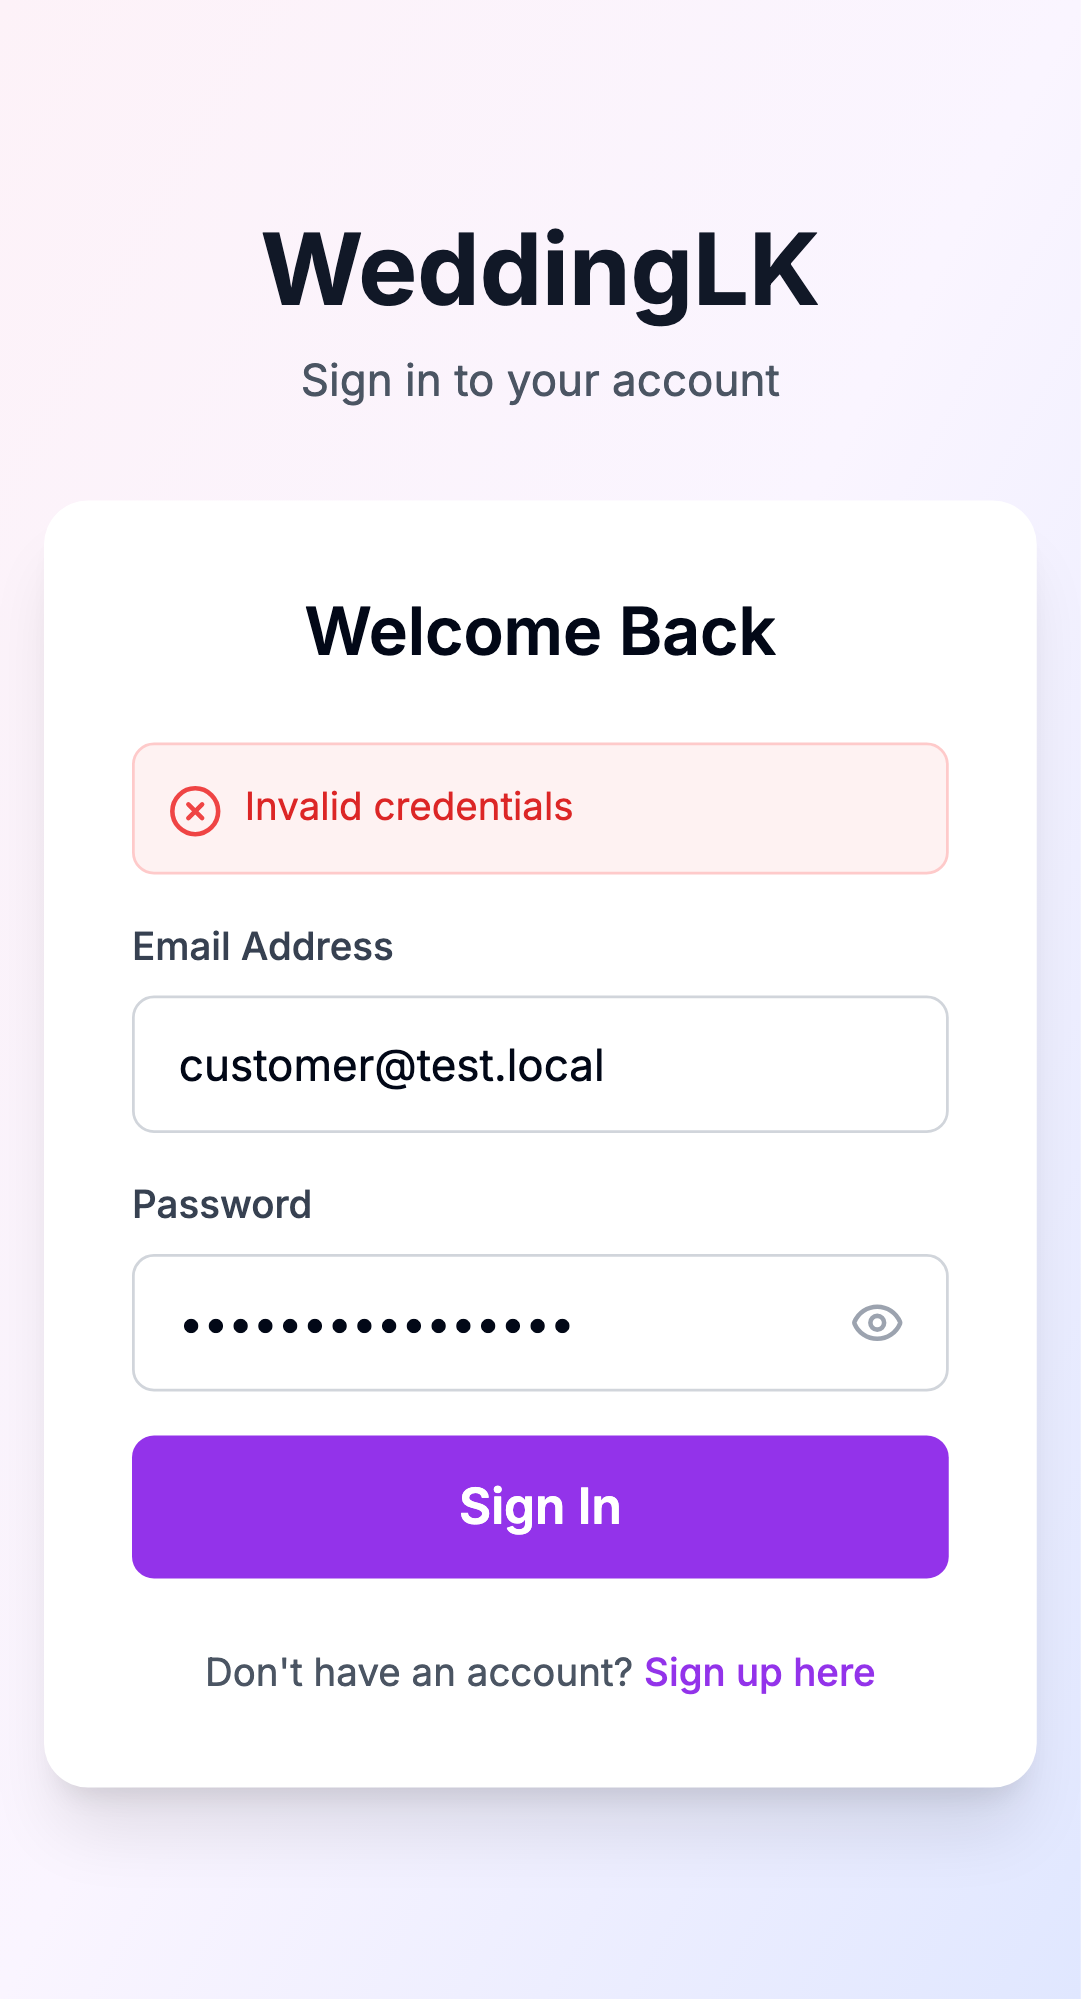 WeddingLK
Sign in to your account
Welcome Back
Invalid credentials
Email Address
customer@test.local
Password
••••••••••••••••
Sign In
Don't have an account? Sign up here